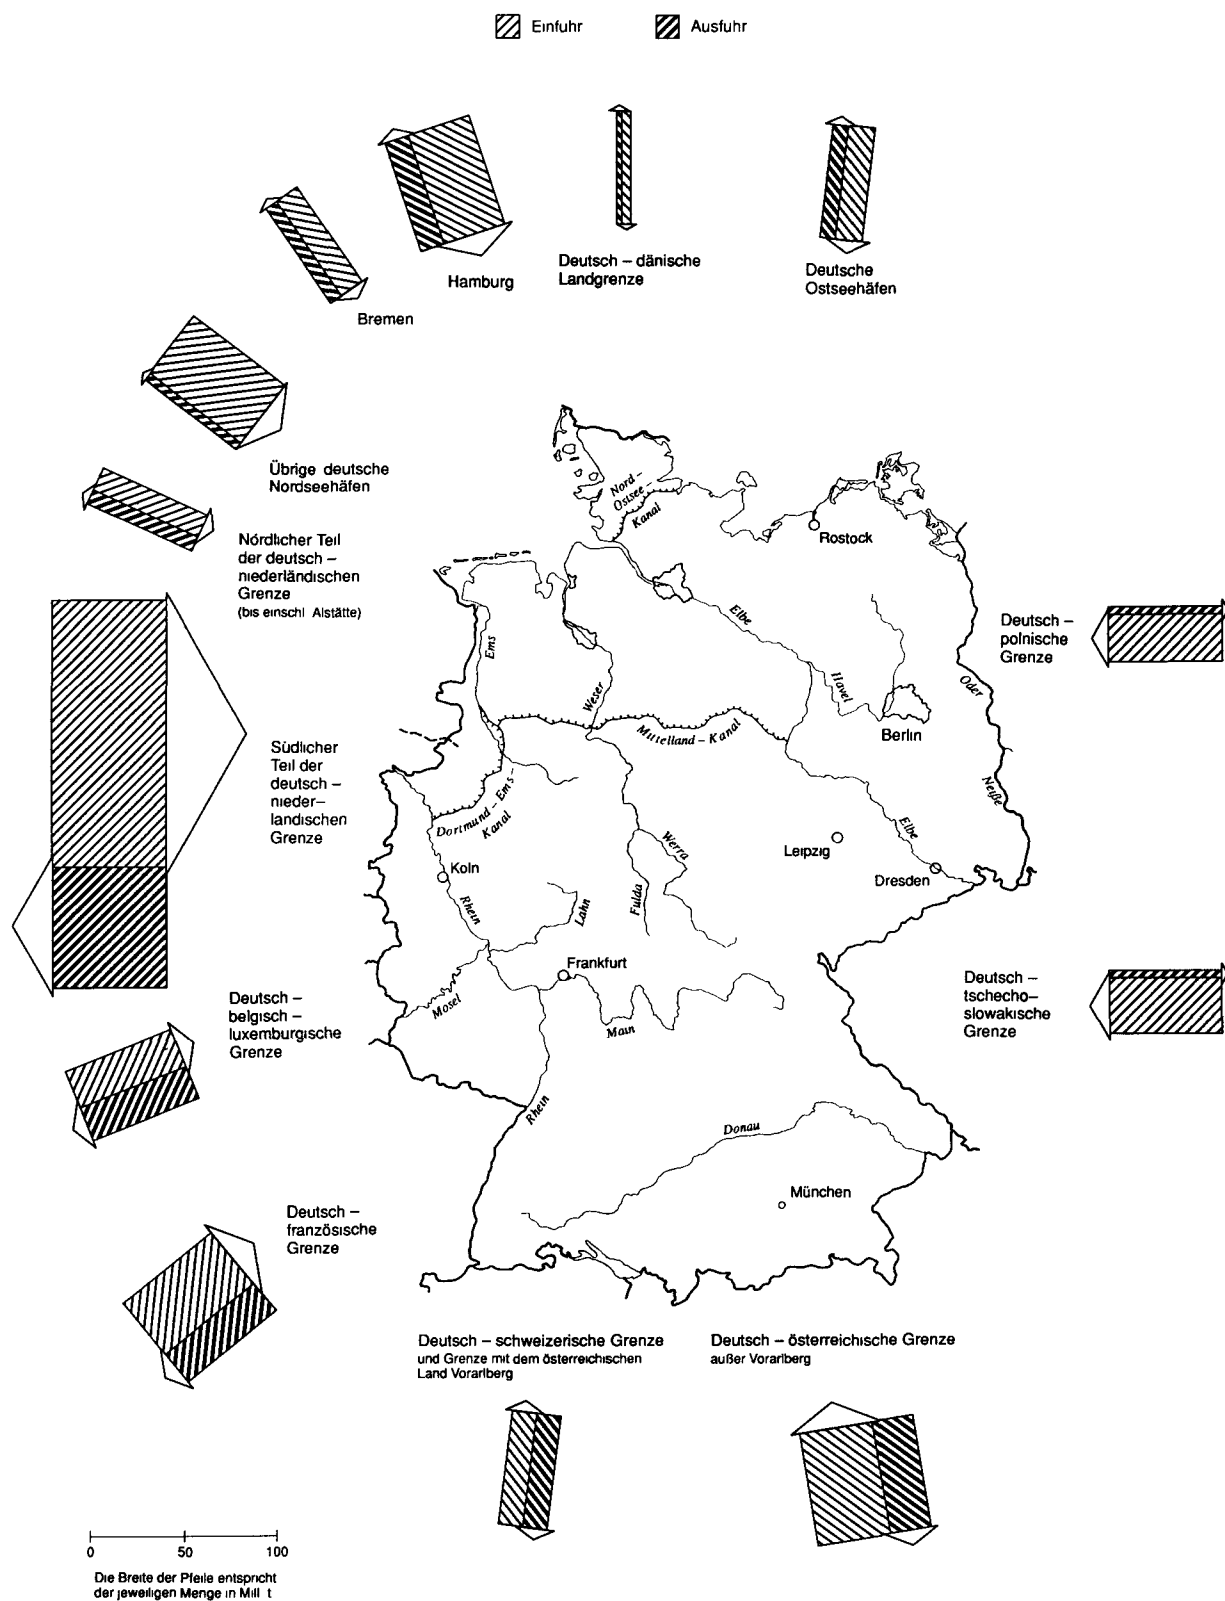 Einfuhr
Ausfuhr
Hamburg
Deutsch – dänische
Landgrenze
Deutsche
Ostseehäfen
Bremen
Übrige deutsche
Nordseehäfen
Nördlicher Teil
der deutsch –
niederländischen
Grenze
(bis einschl Alstätte)
Nord –
Ostsee –
Kanal
Rostock
Elbe
Ems
Weser
Havel
Oder
Deutsch –
polnische
Grenze
Berlin
Mittelland – Kanal
Südlicher
Teil der
deutsch –
nieder–
landischen
Grenze
Dortmund – Ems –
Kanal
Neiße
Elbe
Werra
Leipzig
Dresden
Koln
Rhein
Lahn
Fulda
Frankfurt
Mosel
Main
Deutsch –
tschecho–
slowakische
Grenze
Deutsch –
belgisch –
luxemburgische
Grenze
Rhein
Donau
München
Deutsch –
französische
Grenze
Deutsch – schweizerische Grenze
und Grenze mit dem österreichischen
Land Vorarlberg
Deutsch – österreichische Grenze
außer Vorarlberg
0 50 100
Die Breite der Pfeile entspricht
der jeweiligen Menge in Mill t